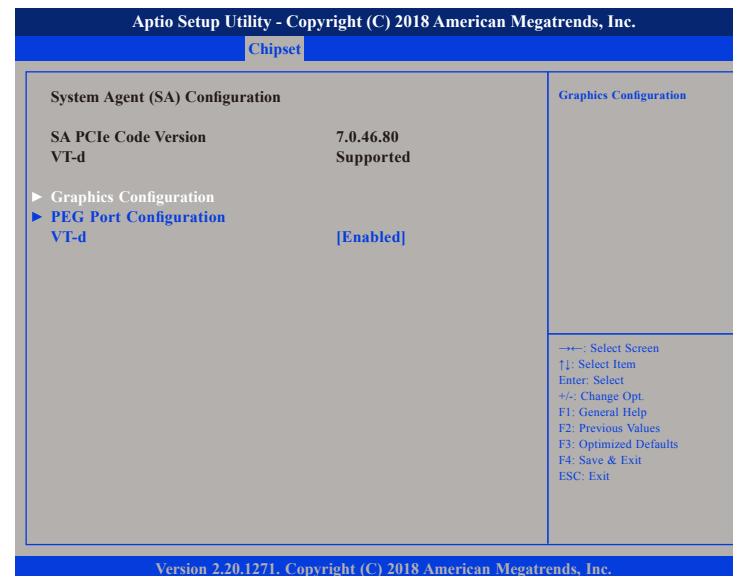 Aptio Setup Utility - Copyright (C) 2018 American Megatrends, Inc.
Chipset
System Agent (SA) Configuration
SA PCIe Code Version 7.0.46.80
VT-d Supported
► Graphics Configuration
► PEG Port Configuration
VT-d [Enabled]
Graphics Configuration
→←: Select Screen
↑↓: Select Item
Enter: Select
+/-: Change Opt.
F1: General Help
F2: Previous Values
F3: Optimized Defaults
F4: Save & Exit
ESC: Exit
Version 2.20.1271. Copyright (C) 2018 American Megatrends, Inc.